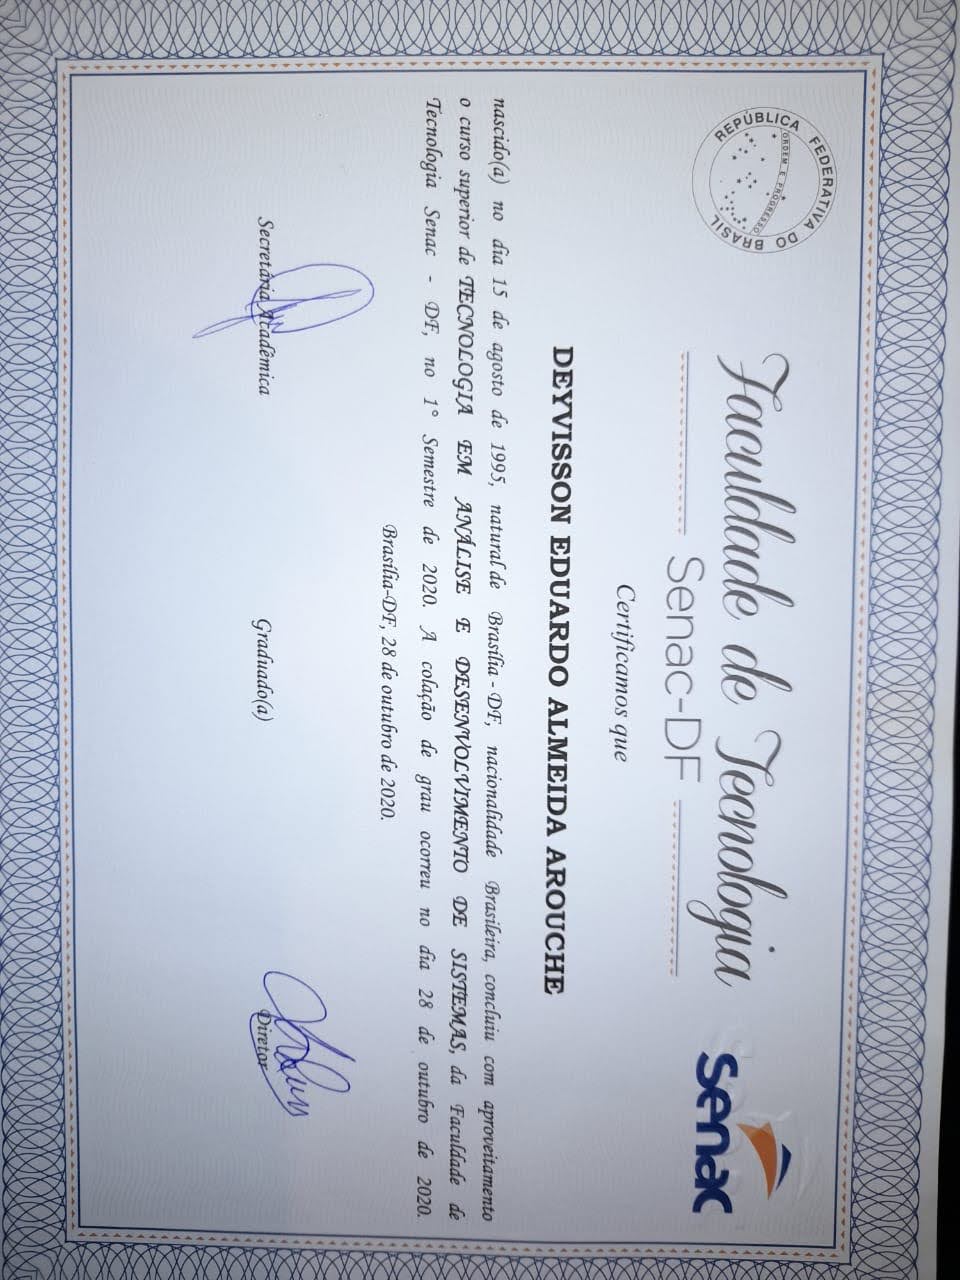 REPÚBLICA FEDERATIVA DO BRASIL
ORDEM E PROGRESSO
Faculdade de Tecnologia
Senac-DF
senac
Certificamos que
DEYVISSON EDUARDO ALMEIDA AROUCHE
nascido(a) no dia 15 de agosto de 1995, natural de Brasília - DF, nacionalidade Brasileira, concluiu com aproveitamento
o curso superior de TECNOLOGIA EM ANÁLISE E DESENVOLVIMENTO DE SISTEMAS, da Faculdade de
Tecnologia Senac - DF, no 1º Semestre de 2020. A colação de grau ocorreu no dia 28 de outubro de 2020.
Brasília-DF, 28 de outubro de 2020.
Secretária Acadêmica
Graduado(a)
Diretor